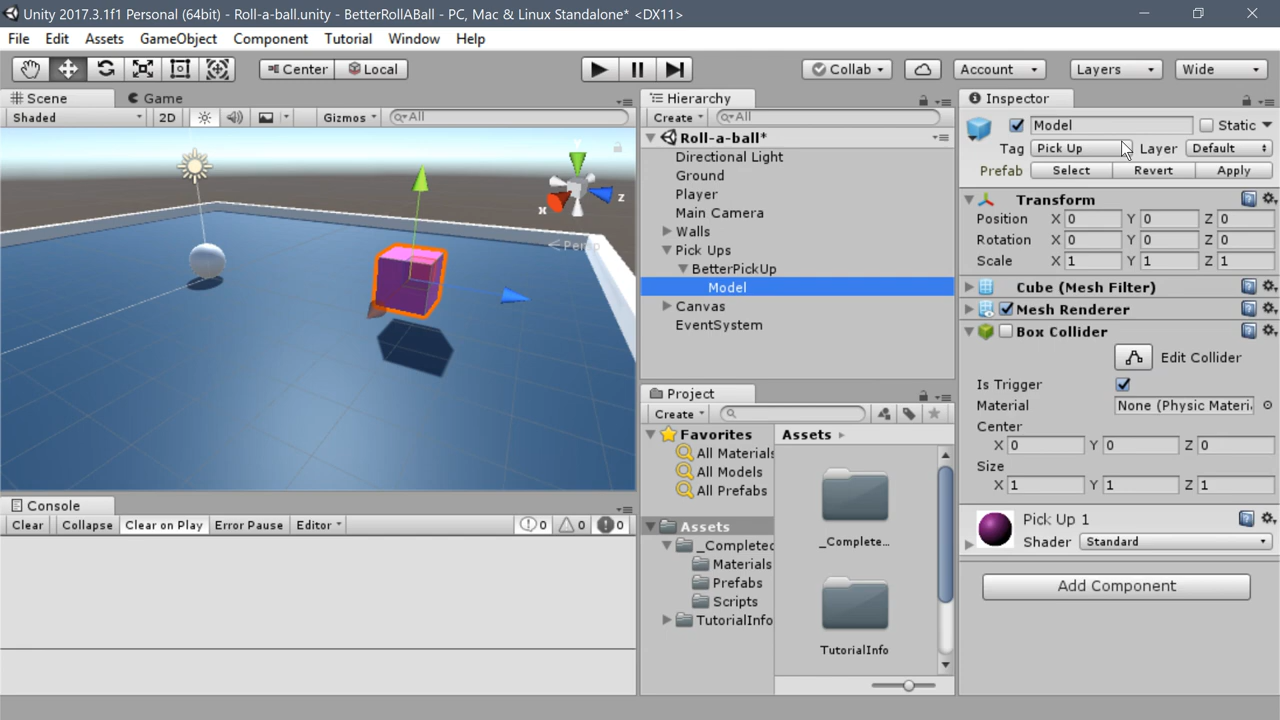 Unity 2017.3.1f1 Personal (64bit) - Roll-a-ball.unity - BetterRollABall - PC, Mac & Linux Standalone* <DX11>
File Edit Assets GameObject Component Tutorial Window Help
Center Local Collab Account Layers Wide
Scene Game
Shaded 2D Gizmos All
y
x
z
Persp
Hierarchy
Create All
Roll-a-ball*
Directional Light
Ground
Player
Main Camera
Walls
Pick Ups
BetterPickUp
Model
Canvas
EventSystem
Project
Create
Favorites
All Materials
All Models
All Prefabs
Assets
_Completed
Materials
Prefabs
Scripts
TutorialInfo
Assets
_Complete...
TutorialInfo
Console
Clear Collapse Clear on Play Error Pause Editor 0 0 0
Inspector
Model Static
Tag Pick Up Layer Default
Prefab Select Revert Apply
Transform
Position X 0 Y 0 Z 0
Rotation X 0 Y 0 Z 0
Scale X 1 Y 1 Z 1
Cube (Mesh Filter)
Mesh Renderer
Box Collider
Edit Collider
Is Trigger
Material None (Physic Materi
Center
X 0 Y 0 Z 0
Size
X 1 Y 1 Z 1
Pick Up 1
Shader Standard
Add Component